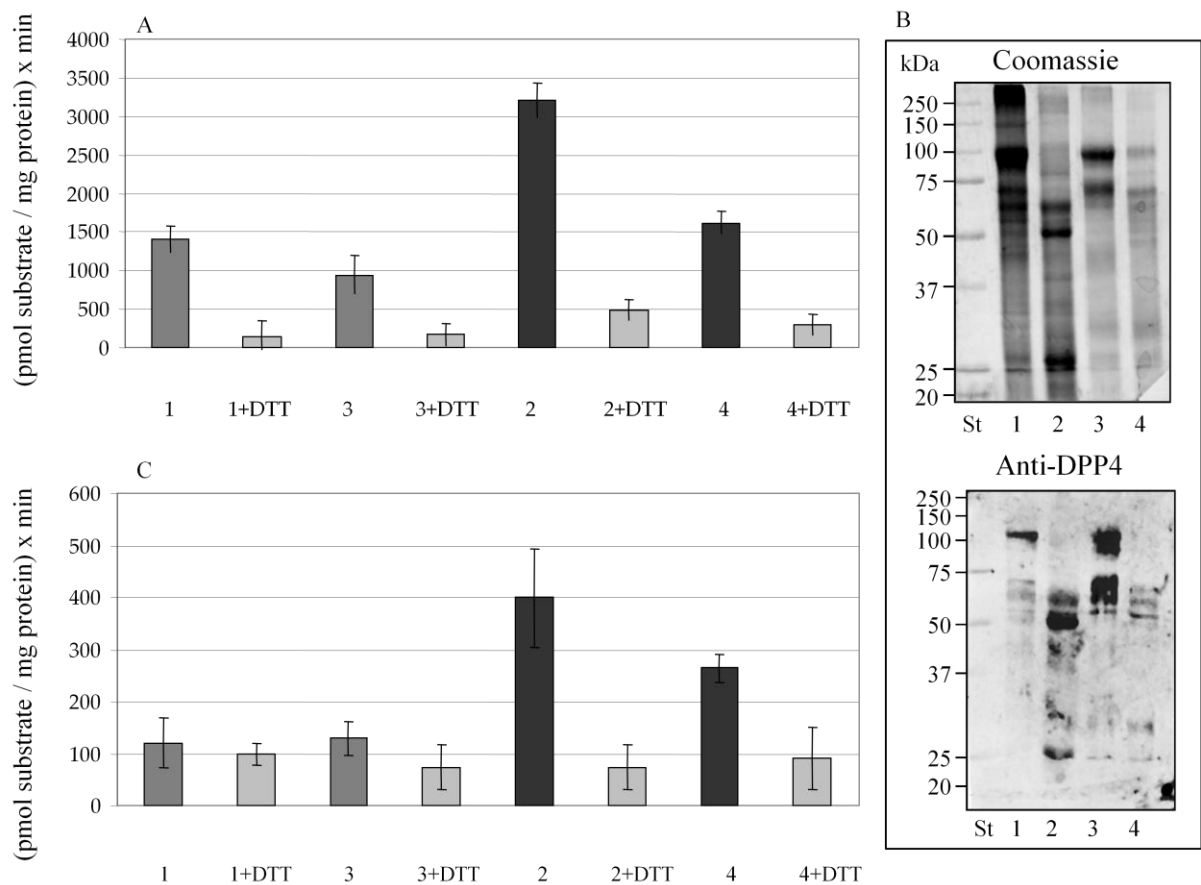 A
(pmol substrate / mg protein) x min
4000
3500
3000
2500
2000
1500
1000
500
0
1 1+DTT 3 3+DTT 2 2+DTT 4 4+DTT
C
(pmol substrate / mg protein) x min
600
500
400
300
200
100
0
1 1+DTT 3 3+DTT 2 2+DTT 4 4+DTT
B
kDa Coomassie
250
150
100
75
50
37
25
20
St 1 2 3 4
Anti-DPP4
250
150
100
75
50
37
25
20
St 1 2 3 4